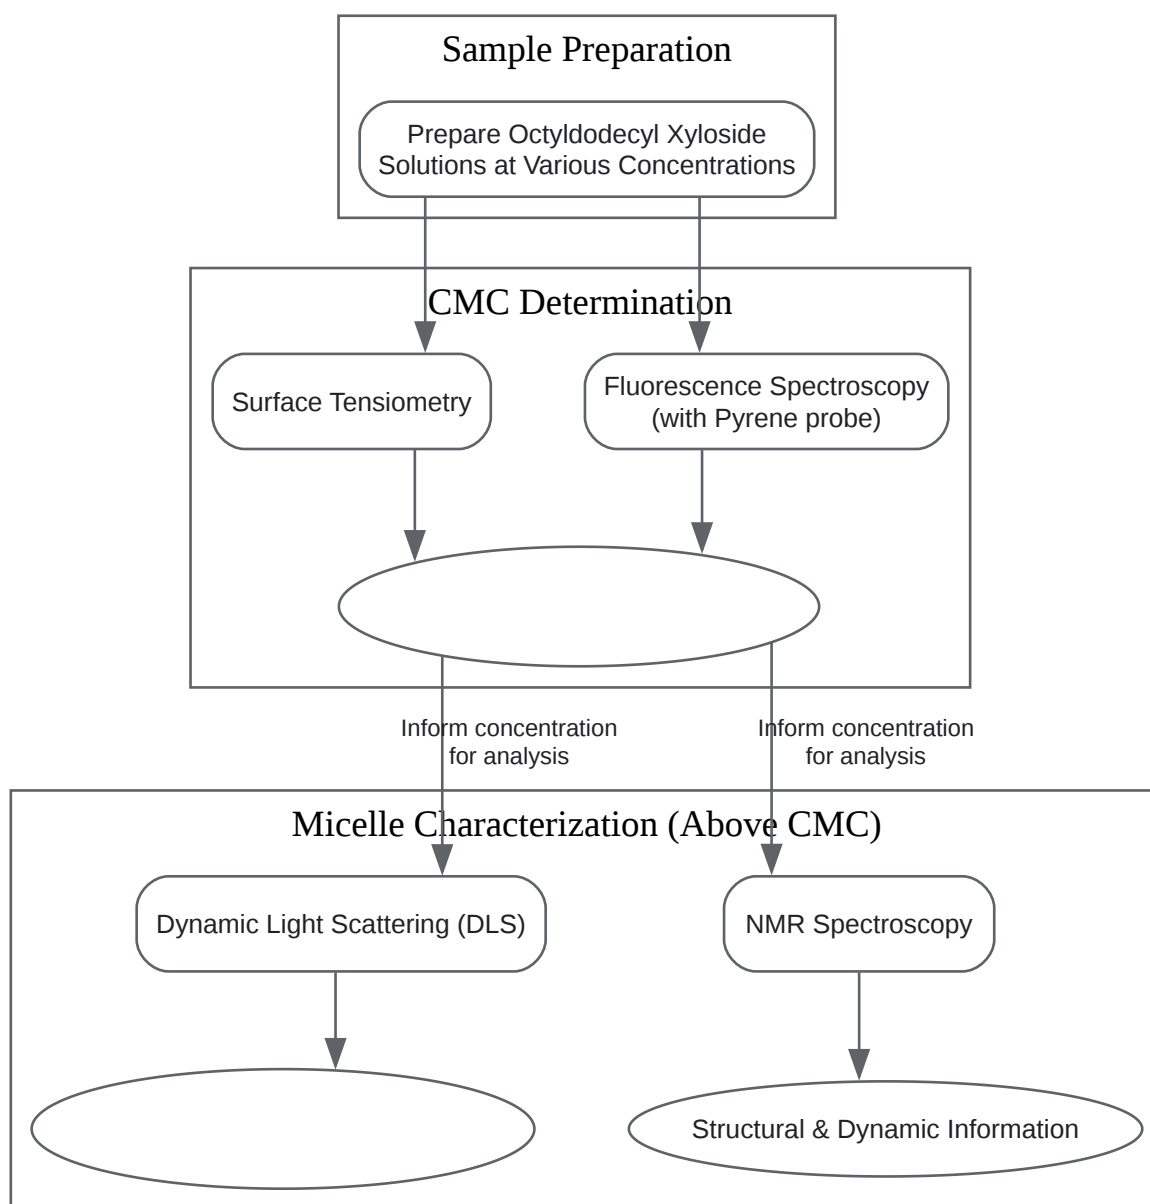 Sample Preparation
Prepare Octyldodecyl Xyloside
Solutions at Various Concentrations
CMC Determination
Surface Tensiometry
Fluorescence Spectroscopy
(with Pyrene probe)
Inform concentration
for analysis
Inform concentration
for analysis
Micelle Characterization (Above CMC)
Dynamic Light Scattering (DLS)
NMR Spectroscopy
Structural & Dynamic Information